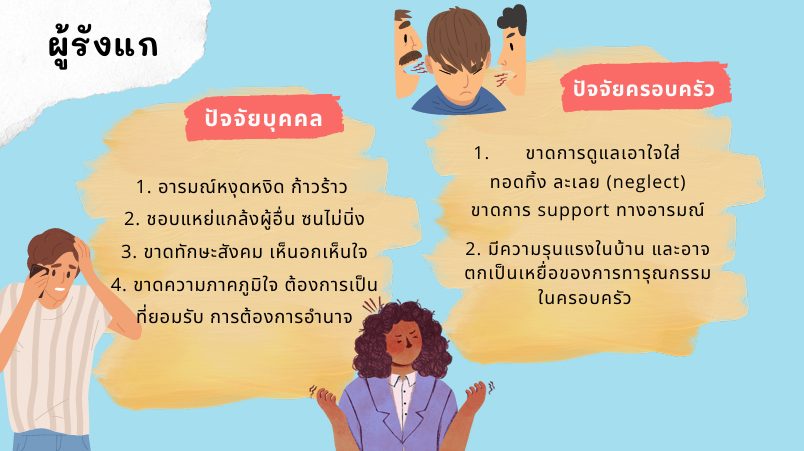 ผู้รังแก
ปัจจัยบุคคล
1. อารมณ์หงุดหงิด ก้าวร้าว
2. ชอบแหย่แกล้งผู้อื่น ซนไม่นิ่ง
3. ขาดทักษะสังคม เห็นอกเห็นใจ
4. ขาดความภาคภูมิใจ ต้องการเป็น
ที่ยอมรับ การต้องการอำนาจ
ปัจจัยครอบครัว
1. ขาดการดูแลเอาใจใส่
ทอดทิ้ง ละเลย (neglect)
ขาดการ support ทางอารมณ์
2. มีความรุนแรงในบ้าน และอาจ
ตกเป็นเหยื่อของการทารุณกรรม
ในครอบครัว